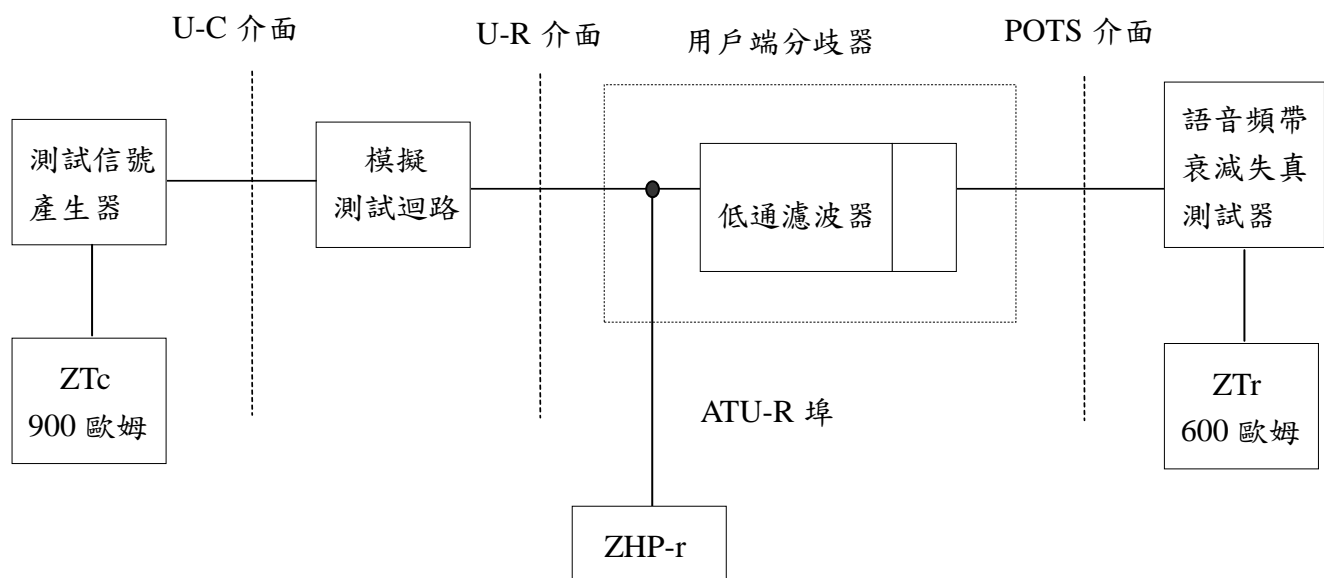 U-C 介面
U-R 介面
用戶端分歧器
POTS 介面
測試信號
產生器
模擬
測試迴路
低通濾波器
語音頻帶
衰減失真
測試器
ZTc
900 歐姆
ATU-R 埠
ZTr
600 歐姆
ZHP-r